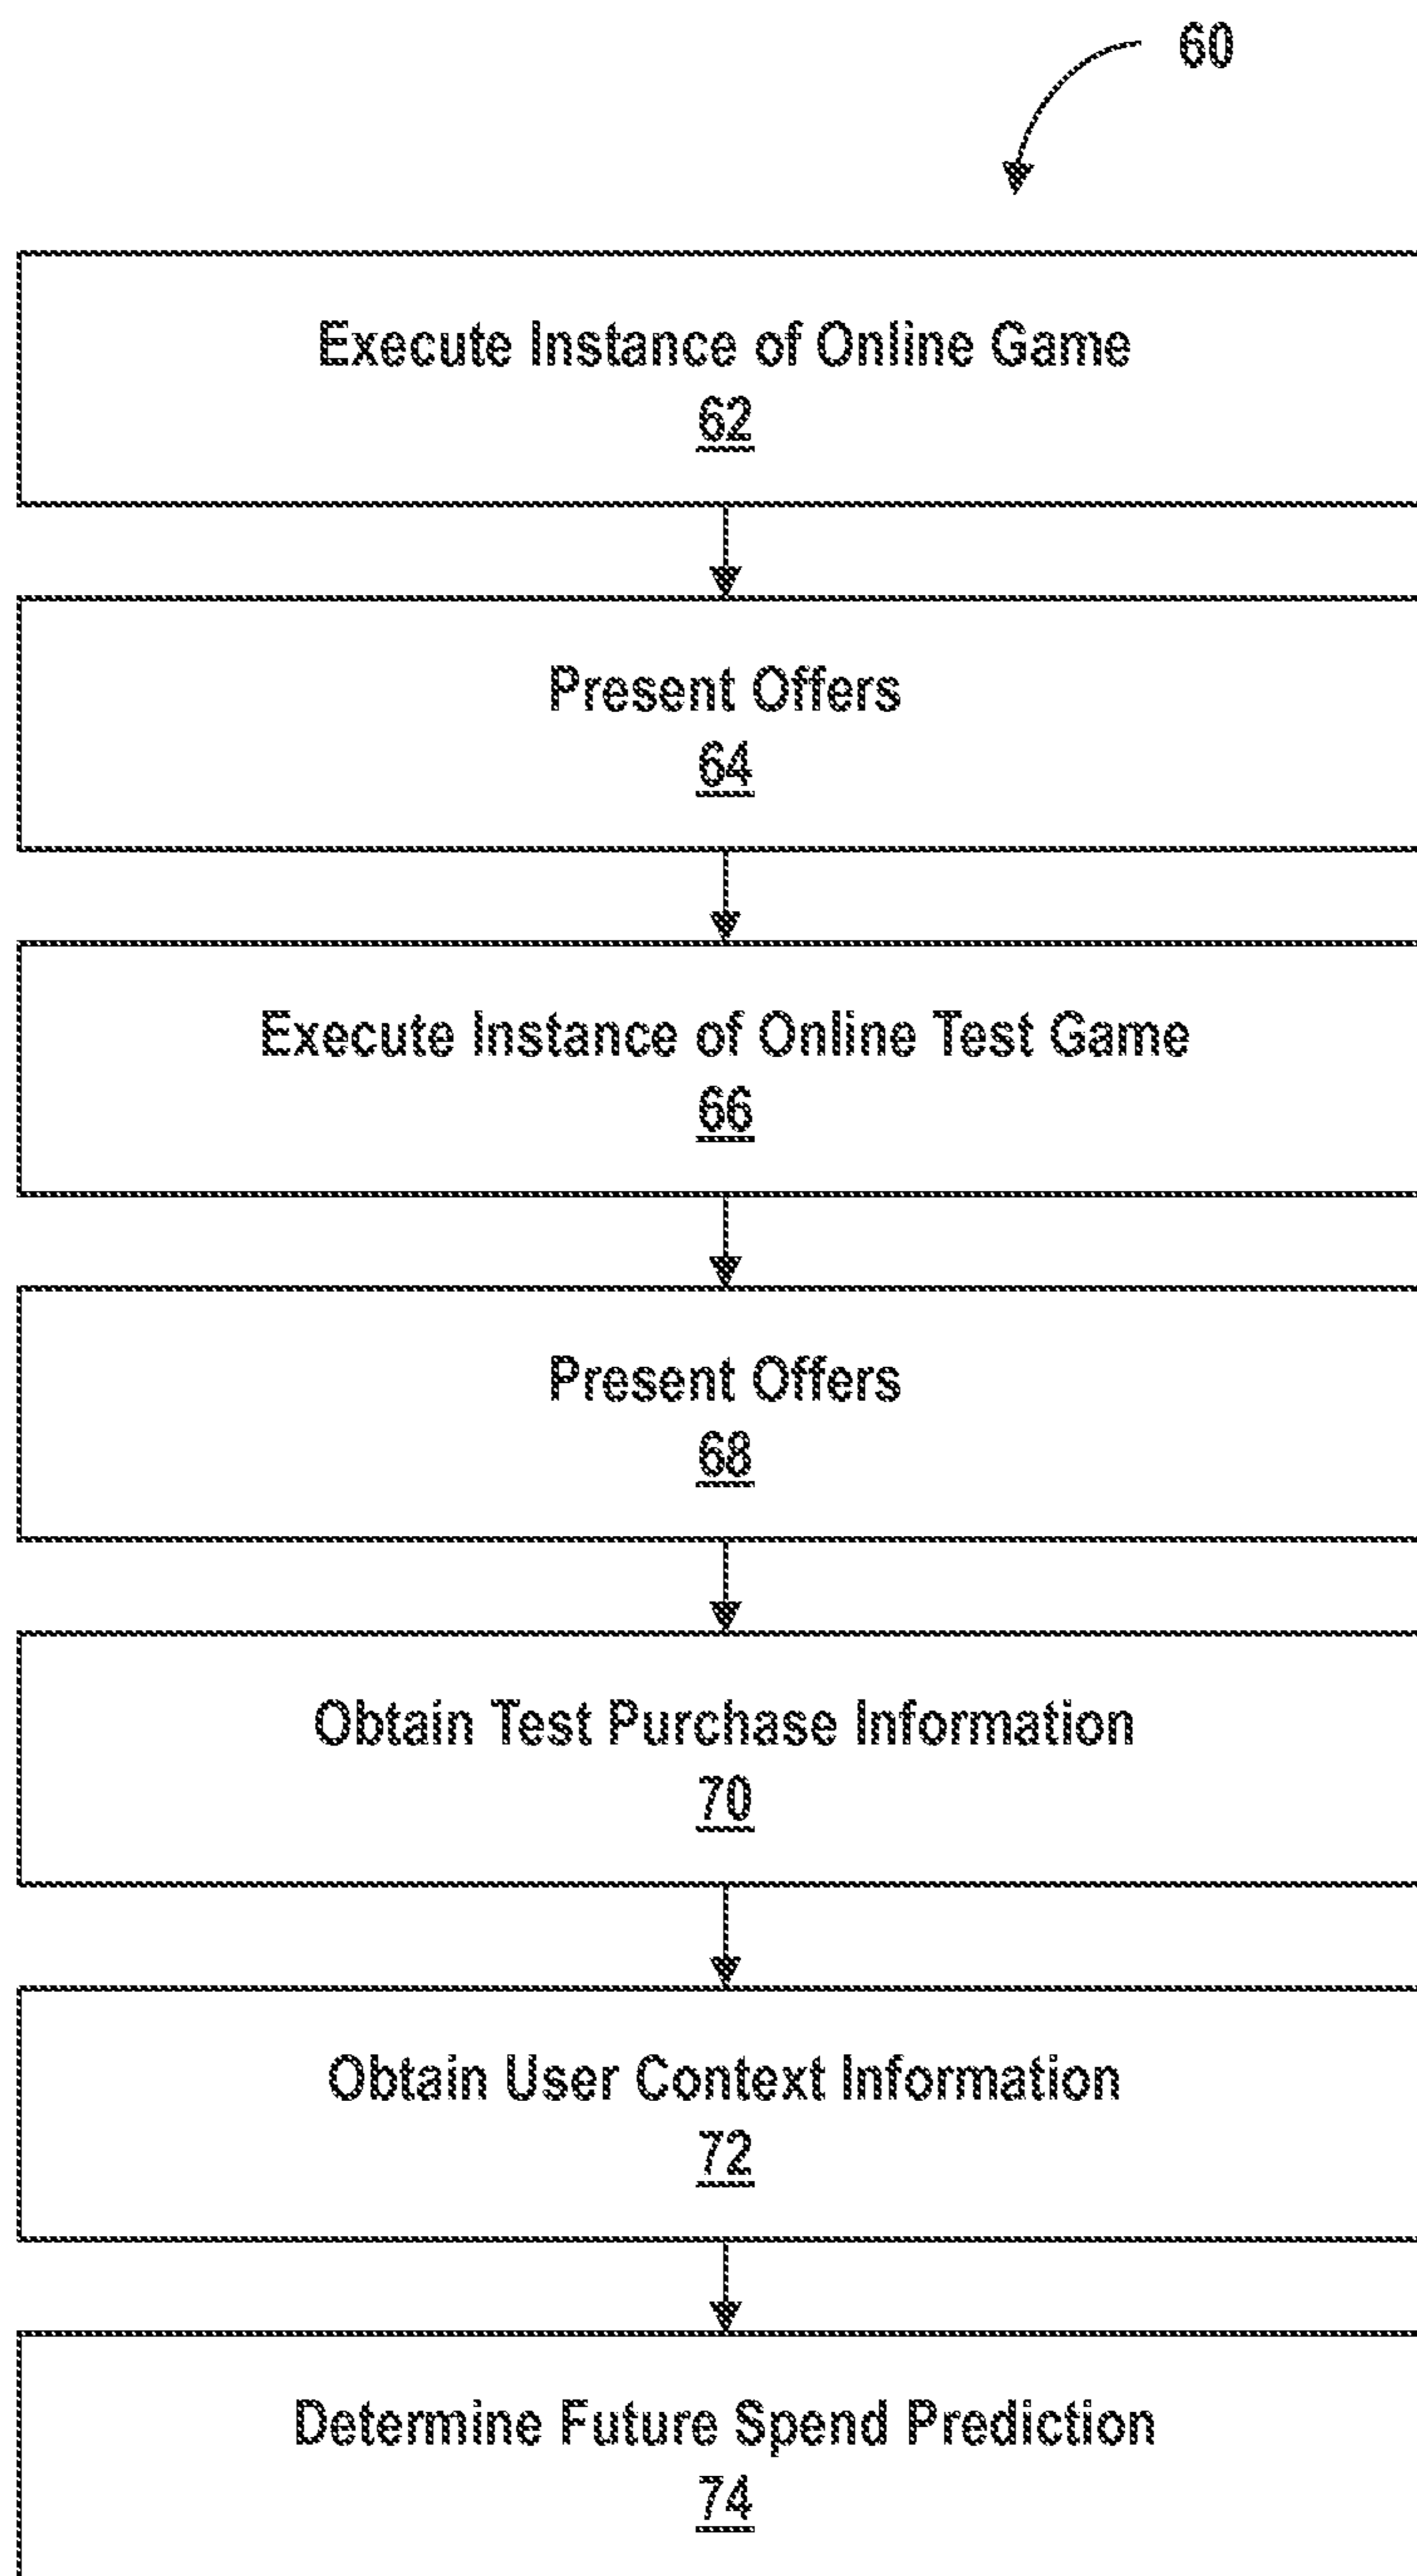 60
Execute Instance of Online Game
62
Present Offers
64
Execute Instance of Online Test Game
66
Present Offers
68
Obtain Test Purchase Information
70
Obtain User Context Information
72
Determine Future Spend Prediction
74